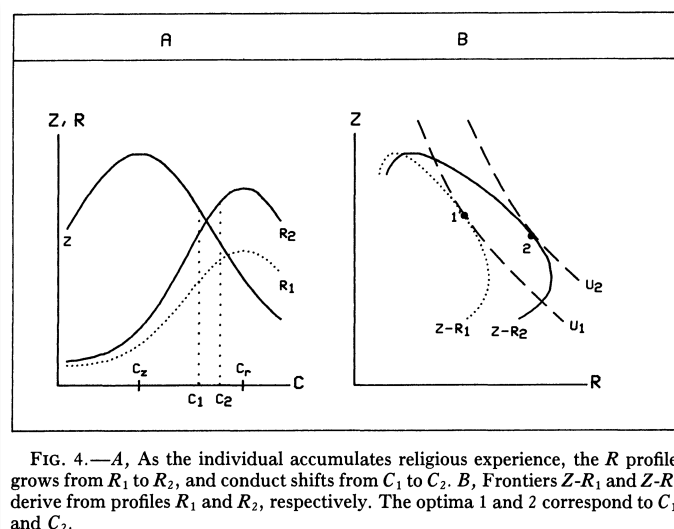 A
B
Z, R
Z
R2
R1
Cz
Cr
C
C1 C2
Z
1
2
U2
U1
Z-R1
Z-R2
R
FIG. 4.—A, As the individual accumulates religious experience, the R profile
grows from R1 to R2, and conduct shifts from C1 to C2. B, Frontiers Z-R1 and Z-R
derive from profiles R1 and R2, respectively. The optima 1 and 2 correspond to C1
and C2.